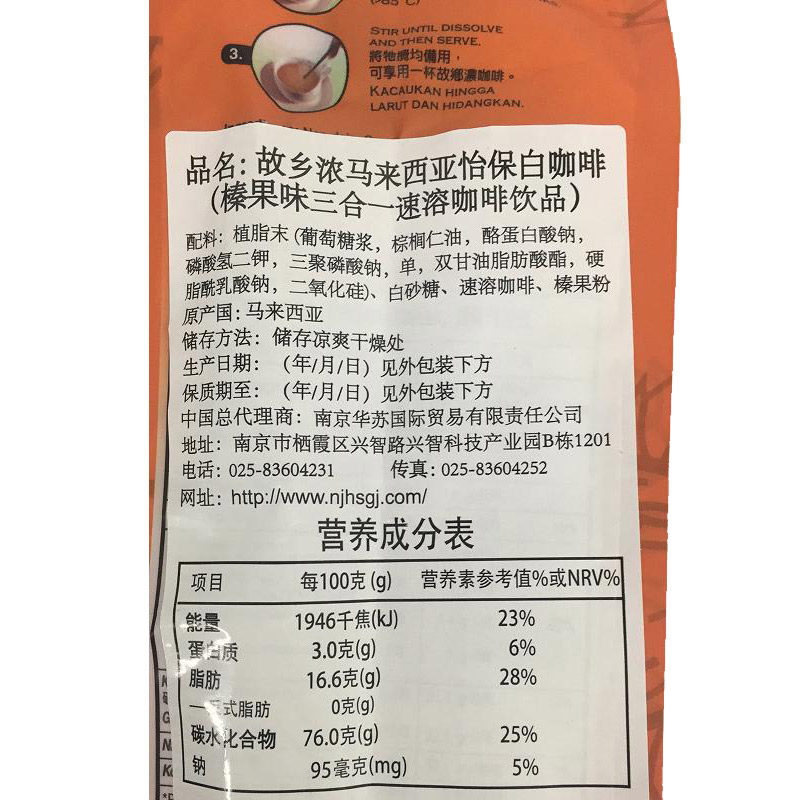 (>85°C)
STIR UNTIL DISSOLVE
AND THEN SERVE.
3.
將牠攪均備用，
可享用一杯故鄉濃咖啡。
KACAUKAN HINGGA
LARUT DAN HIDANGKAN.
品名: 故乡浓马来西亚怡保白咖啡
(榛果味三合一速溶咖啡饮品)
配料: 植脂末 (葡萄糖浆，棕榈仁油，酪蛋白酸钠，
磷酸氢二钾，三聚磷酸钠，单，双甘油脂肪酸酯，硬
脂酰乳酸钠，二氧化硅)、白砂糖、速溶咖啡、榛果粉
原产国: 马来西亚
储存方法: 储存凉爽干燥处
生产日期: （年/月/日）见外包装下方
保质期至: （年/月/日）见外包装下方
中国总代理商: 南京华苏国际贸易有限责任公司
地址: 南京市栖霞区兴智路兴智科技产业园B栋1201
电话: 025-83604231 传真: 025-83604252
网址: http://www.njhsgj.com/
营养成分表
项目 每100克 (g) 营养素参考值%或NRV%
能量 1946千焦(kJ) 23%
蛋白质 3.0克(g) 6%
脂肪 16.6克(g) 28%
—反式脂肪 0克(g)
碳水化合物 76.0克(g) 25%
钠 95毫克(mg) 5%